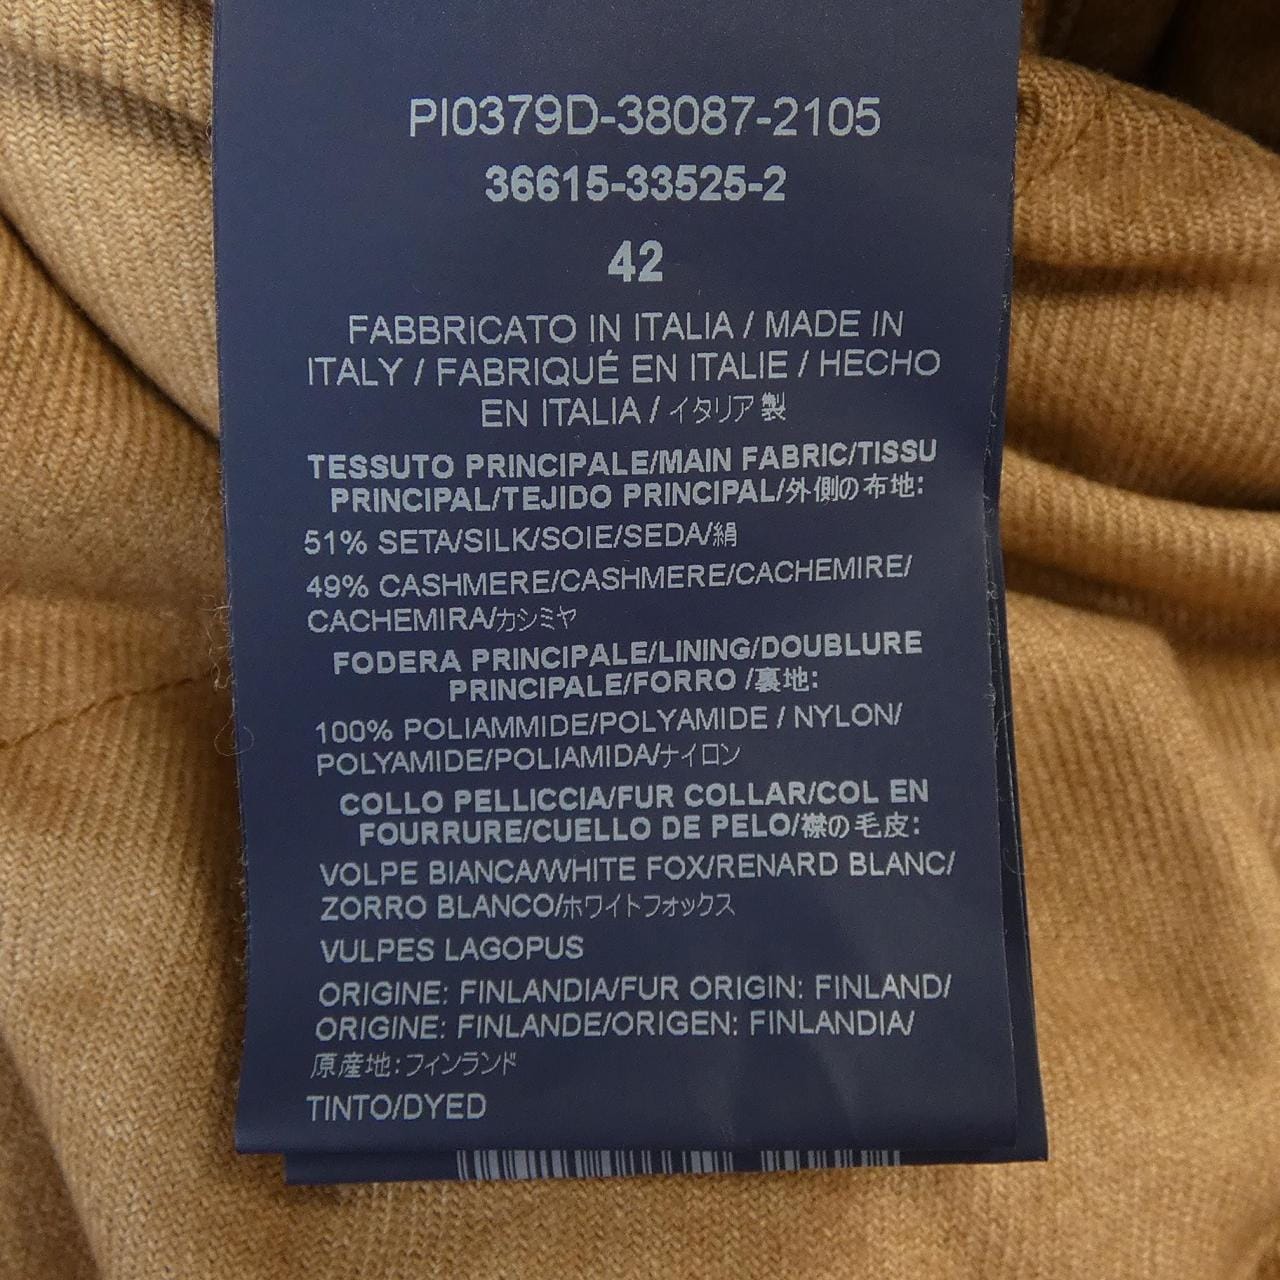 PI0379D-38087-2105
36615-33525-2
42
FABBRICATO IN ITALIA / MADE IN
ITALY / FABRIQUÉ EN ITALIE / HECHO
EN ITALIA / イタリア製
TESSUTO PRINCIPALE/MAIN FABRIC/TISSU
PRINCIPAL/TEJIDO PRINCIPAL/外側の布地:
51% SETA/SILK/SOIE/SEDA/絹
49% CASHMERE/CASHMERE/CACHEMIRE/
CACHEMIRA/カシミヤ
FODERA PRINCIPALE/LINING/DOUBLURE
PRINCIPALE/FORRO /裏地:
100% POLIAMMIDE/POLYAMIDE / NYLON/
POLYAMIDE/POLIAMIDA/ナイロン
COLLO PELLICCIA/FUR COLLAR/COL EN
FOURRURE/CUELLO DE PELO/襟の毛皮:
VOLPE BIANCA/WHITE FOX/RENARD BLANC/
ZORRO BLANCO/ホワイトフォックス
VULPES LAGOPUS
ORIGINE: FINLANDIA/FUR ORIGIN: FINLAND/
ORIGINE: FINLANDE/ORIGEN: FINLANDIA/
原産地:フィンランド
TINTO/DYED